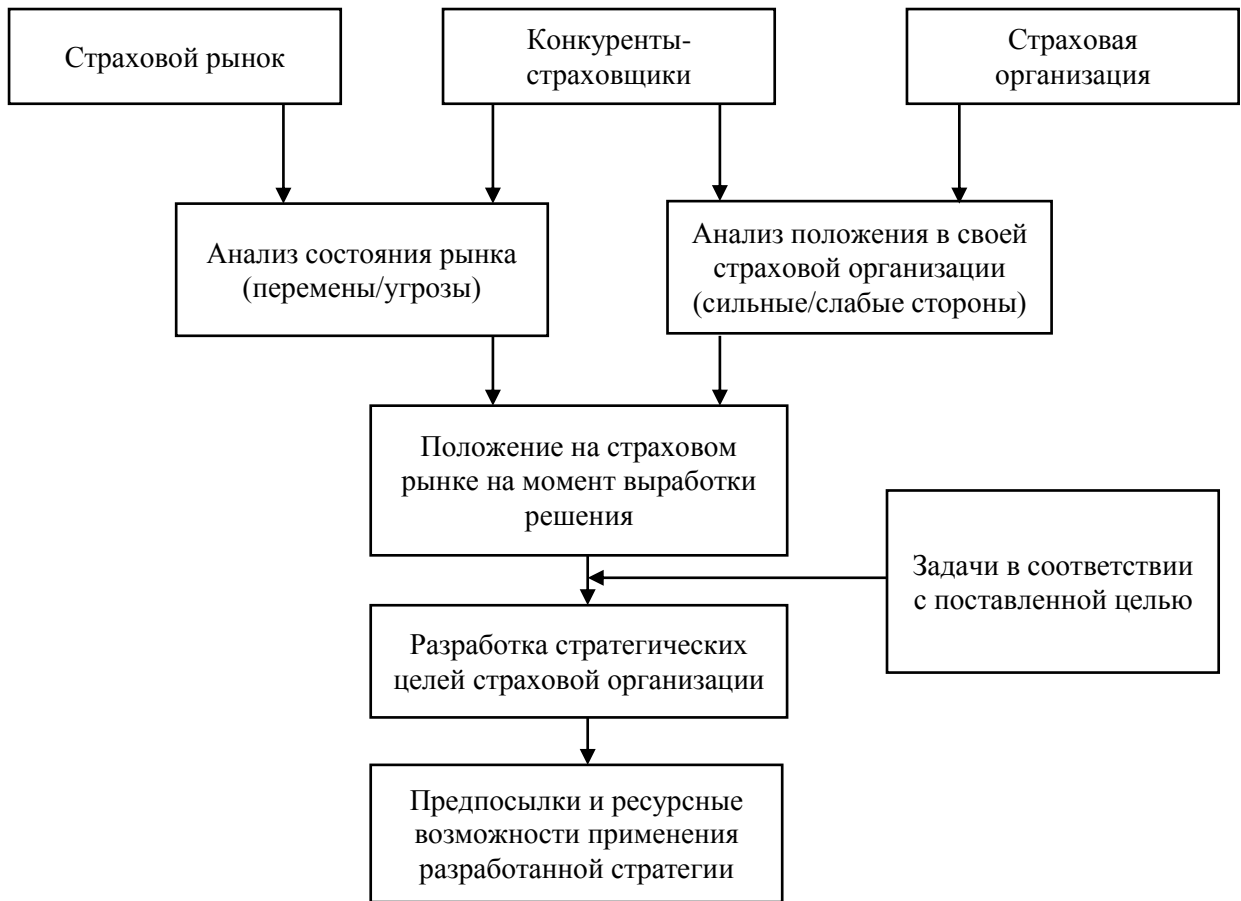 Страховой рынок
Конкуренты-
страховщики
Страховая
организация
Анализ состояния рынка
(перемены/угрозы)
Анализ положения в своей
страховой организации
(сильные/слабые стороны)
Положение на страховом
рынке на момент выработки
решения
Задачи в соответствии
с поставленной целью
Разработка стратегических
целей страховой организации
Предпосылки и ресурсные
возможности применения
разработанной стратегии